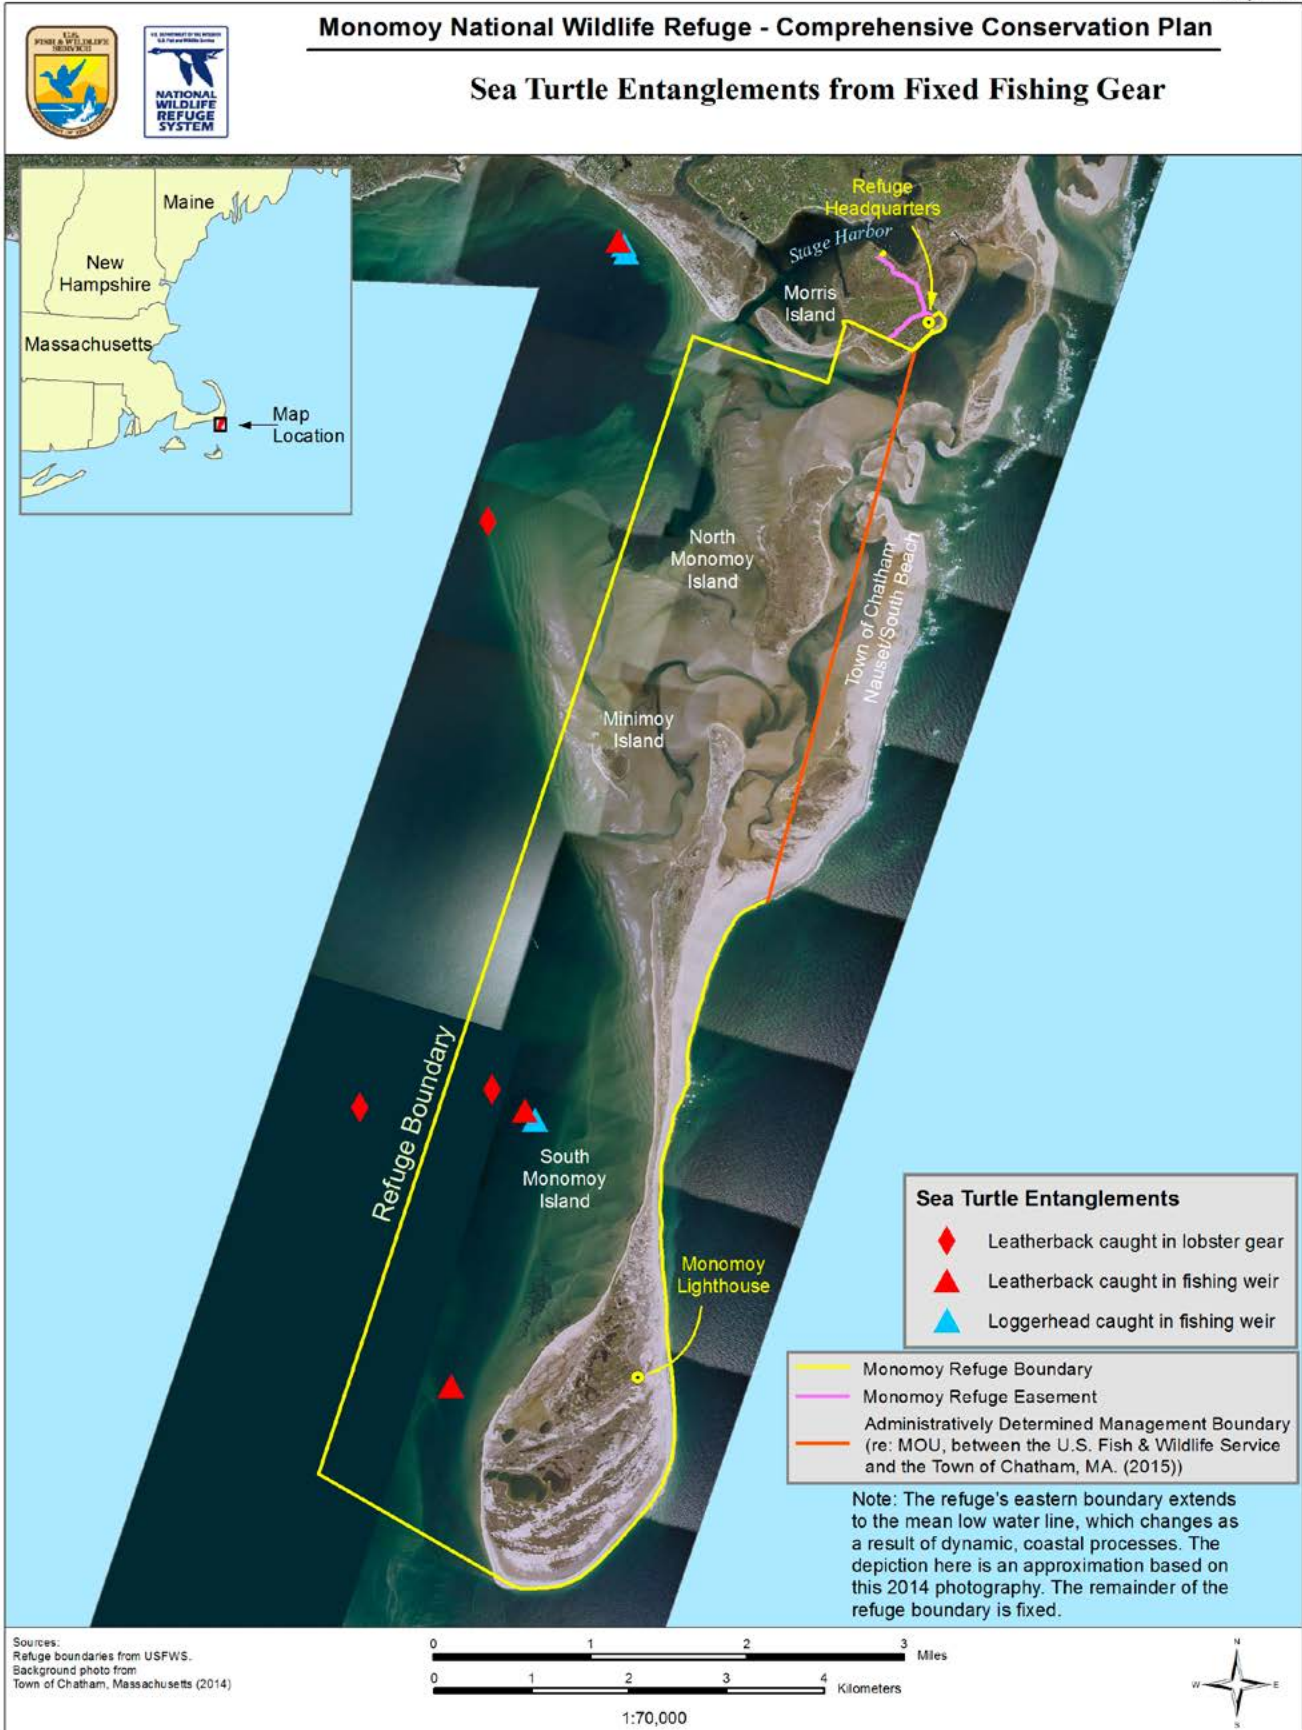 Monomoy National Wildlife Refuge - Comprehensive Conservation Plan
Sea Turtle Entanglements from Fixed Fishing Gear
U.S.
FISH & WILDLIFE
SERVICE
NATIONAL
WILDLIFE
REFUGE
SYSTEM
Maine
New
Hampshire
Massachusetts
Map
Location
Refuge
Headquarters
Stage Harbor
Morris
Island
North
Monomoy
Island
Town of Chatham
Nauset/South Beach
Minimoy
Island
Refuge Boundary
South
Monomoy
Island
Monomoy
Lighthouse
Sea Turtle Entanglements
Leatherback caught in lobster gear
Leatherback caught in fishing weir
Loggerhead caught in fishing weir
Monomoy Refuge Boundary
Monomoy Refuge Easement
Administratively Determined Management Boundary
(re: MOU, between the U.S. Fish & Wildlife Service
and the Town of Chatham, MA. (2015))
Note: The refuge's eastern boundary extends
to the mean low water line, which changes as
a result of dynamic, coastal processes. The
depiction here is an approximation based on
this 2014 photography. The remainder of the
refuge boundary is fixed.
Sources:
Refuge boundaries from USFWS.
Background photo from
Town of Chatham, Massachusetts (2014)
0 1 2 3 Miles
0 1 2 3 4 Kilometers
1:70,000
N
W E
S